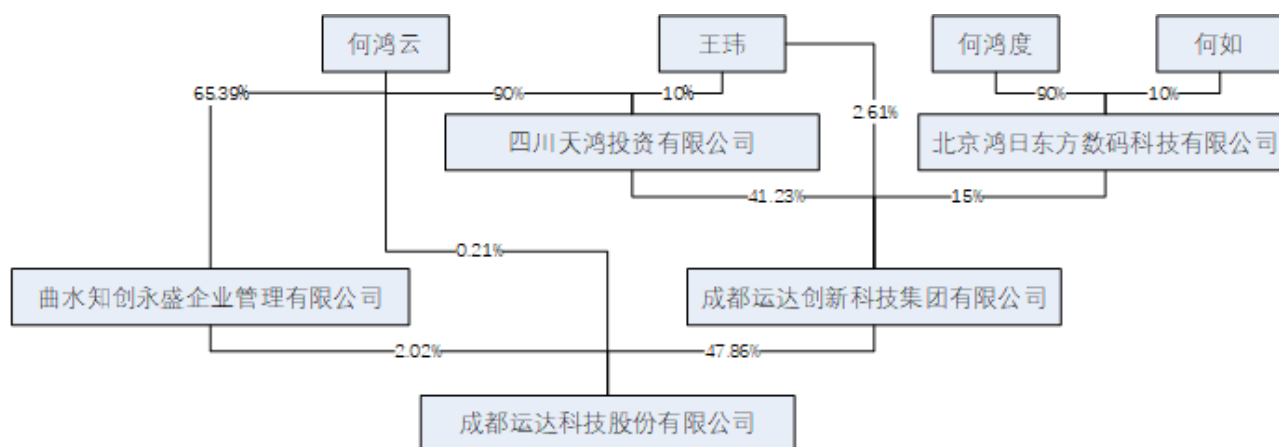 何鸿云
王玮
何鸿度
何如
65.39%
90%
10%
2.61%
90%
10%
四川天鸿投资有限公司
北京鸿日东方数码科技有限公司
41.23%
15%
0.21%
曲水知创永盛企业管理有限公司
成都运达创新科技集团有限公司
2.02%
47.86%
成都运达科技股份有限公司